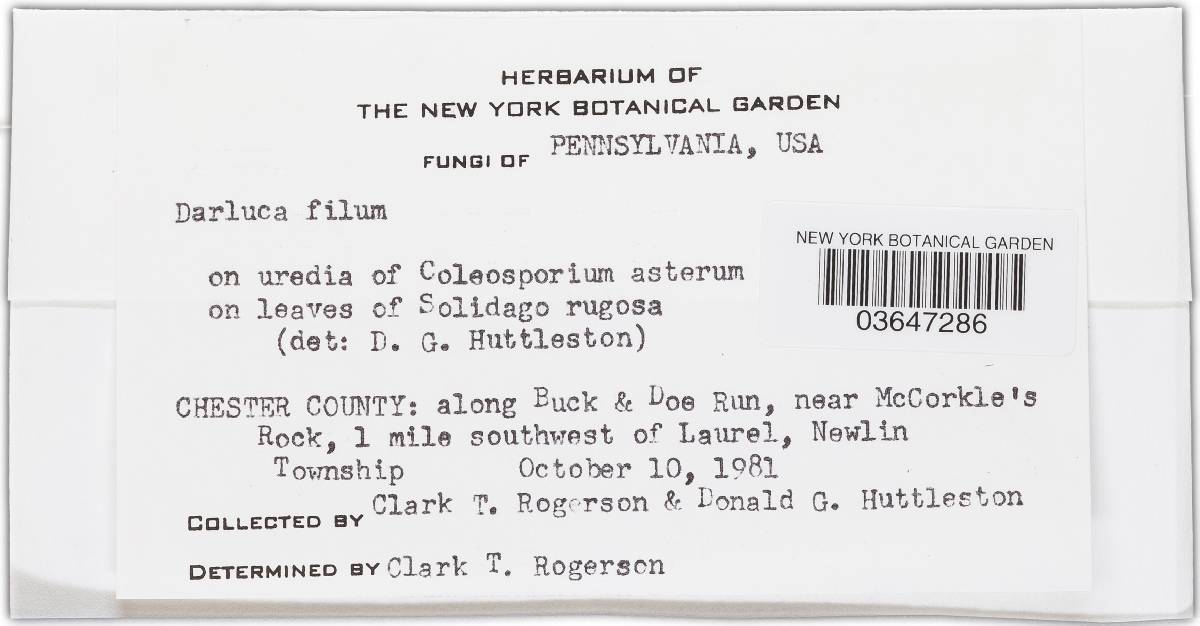 HERBARIUM OF
THE NEW YORK BOTANICAL GARDEN
FUNGI OF PENNSYLVANIA, USA
Darluca filum
on uredia of Coleosporium asterum
on leaves of Solidago rugosa
(det: D. G. Huttleston)
NEW YORK BOTANICAL GARDEN
03647286
CHESTER COUNTY: along Buck & Doe Run, near McCorkle's
Rock, 1 mile southwest of Laurel, Newlin
Township October 10, 1981
COLLECTED BY Clark T. Rogerson & Donald G. Huttleston
DETERMINED BY Clark T. Rogerson